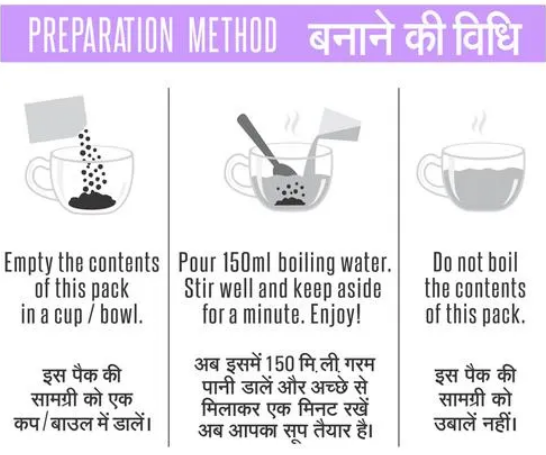 PREPARATION METHOD बनाने की विधि
Empty the contents
of this pack
in a cup / bowl.
इस पैक की
सामग्री को एक
कप/बाउल में डालें।
Pour 150ml boiling water.
Stir well and keep aside
for a minute. Enjoy!
अब इसमें 150 मि.ली. गरम
पानी डालें और अच्छे से
मिलाकर एक मिनट रखें
अब आपका सूप तैयार है।
Do not boil
the contents
of this pack.
इस पैक की
सामग्री को
उबालें नहीं।